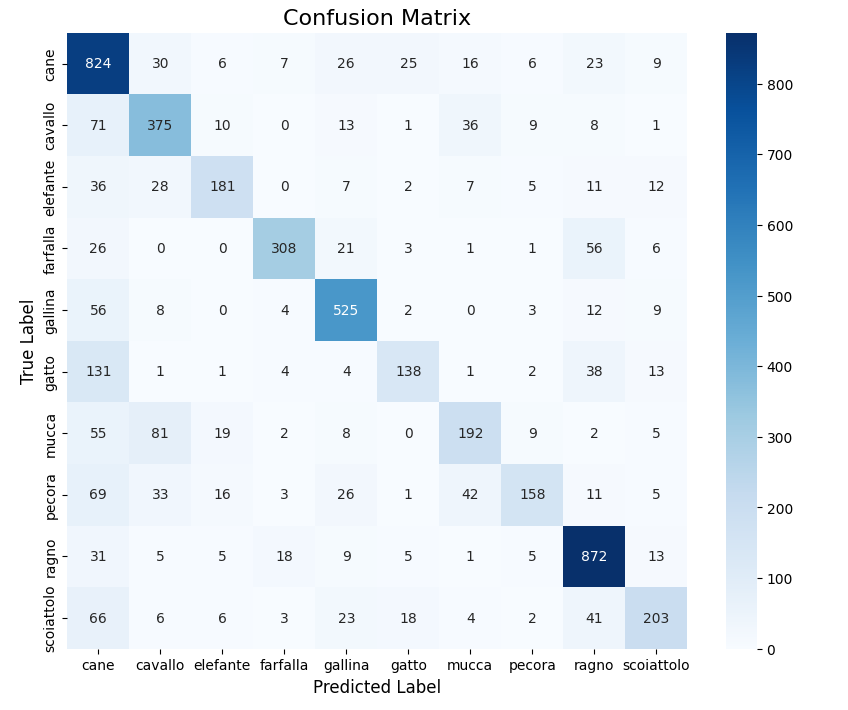 Confusion Matrix
cane 824 30 6 7 26 25 16 6 23 9
cavallo 71 375 10 0 13 1 36 9 8 1
elefante 36 28 181 0 7 2 7 5 11 12
farfalla 26 0 0 308 21 3 1 1 56 6
gallina 56 8 0 4 525 2 0 3 12 9
gatto 131 1 1 4 4 138 1 2 38 13
mucca 55 81 19 2 8 0 192 9 2 5
pecora 69 33 16 3 26 1 42 158 11 5
ragno 31 5 5 18 9 5 1 5 872 13
scoiattolo 66 6 6 3 23 18 4 2 41 203
cane cavallo elefante farfalla gallina gatto mucca pecora ragno scoiattolo
Predicted Label
True Label
800
700
600
500
400
300
200
100
0